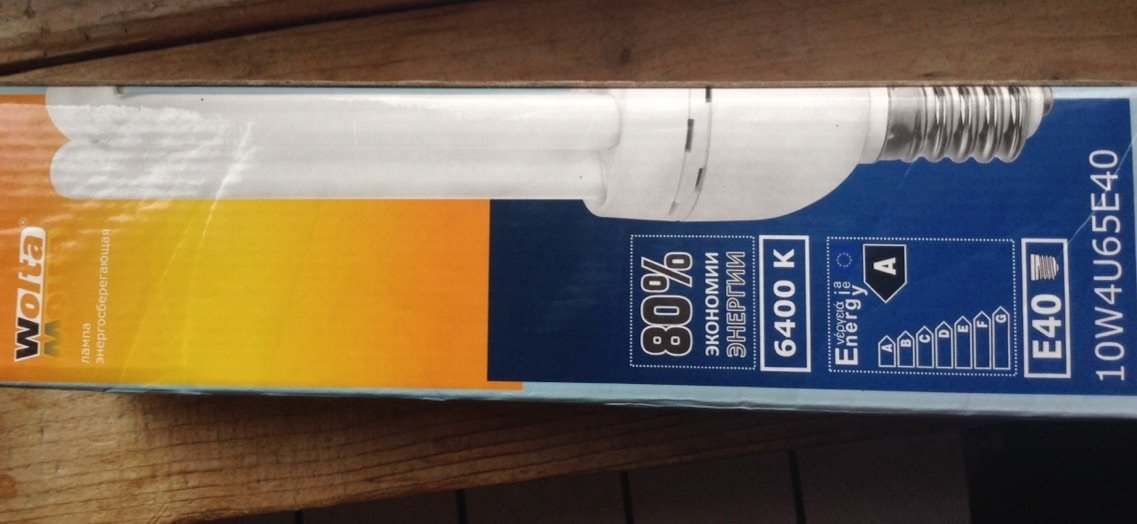 wolta®
лампа
энергосберегающая
80%
ЭКОНОМИИ
ЭНЕРГИИ
6400 K
Energy
A
A
B
C
D
E
F
G
E40
10W4U65E40